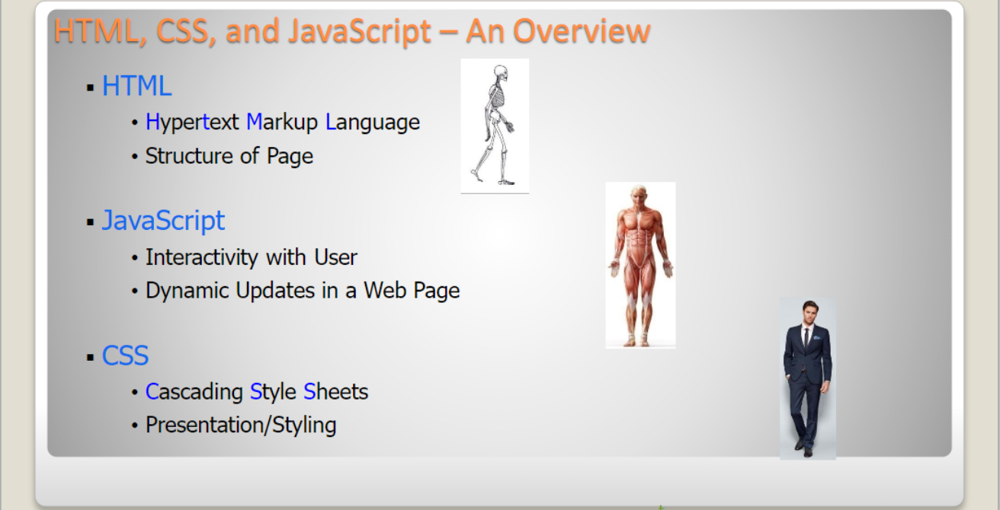 HTML, CSS, and JavaScript – An Overview
▪ HTML
• Hypertext Markup Language
• Structure of Page
▪ JavaScript
• Interactivity with User
• Dynamic Updates in a Web Page
▪ CSS
• Cascading Style Sheets
• Presentation/Styling